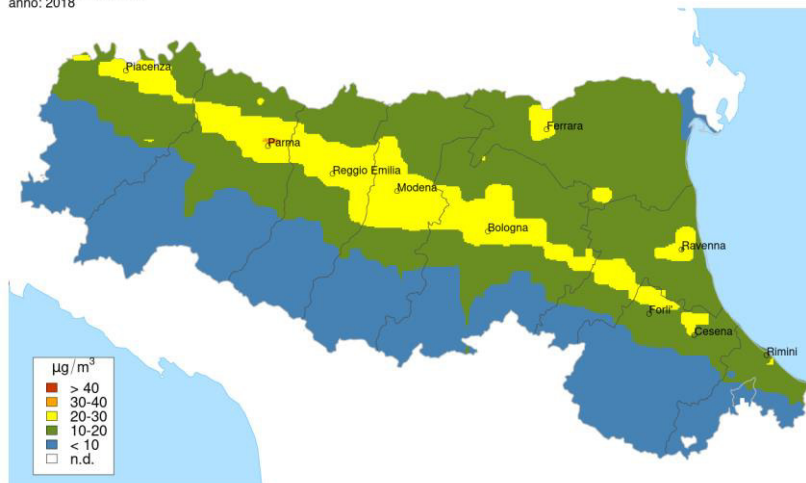 anno: 2018
Piacenza
Parma
Reggio Emilia
Modena
Bologna
Ferrara
Ravenna
Forlì'
Cesena
Rimini
μg/m³
> 40
30-40
20-30
10-20
< 10
n.d.